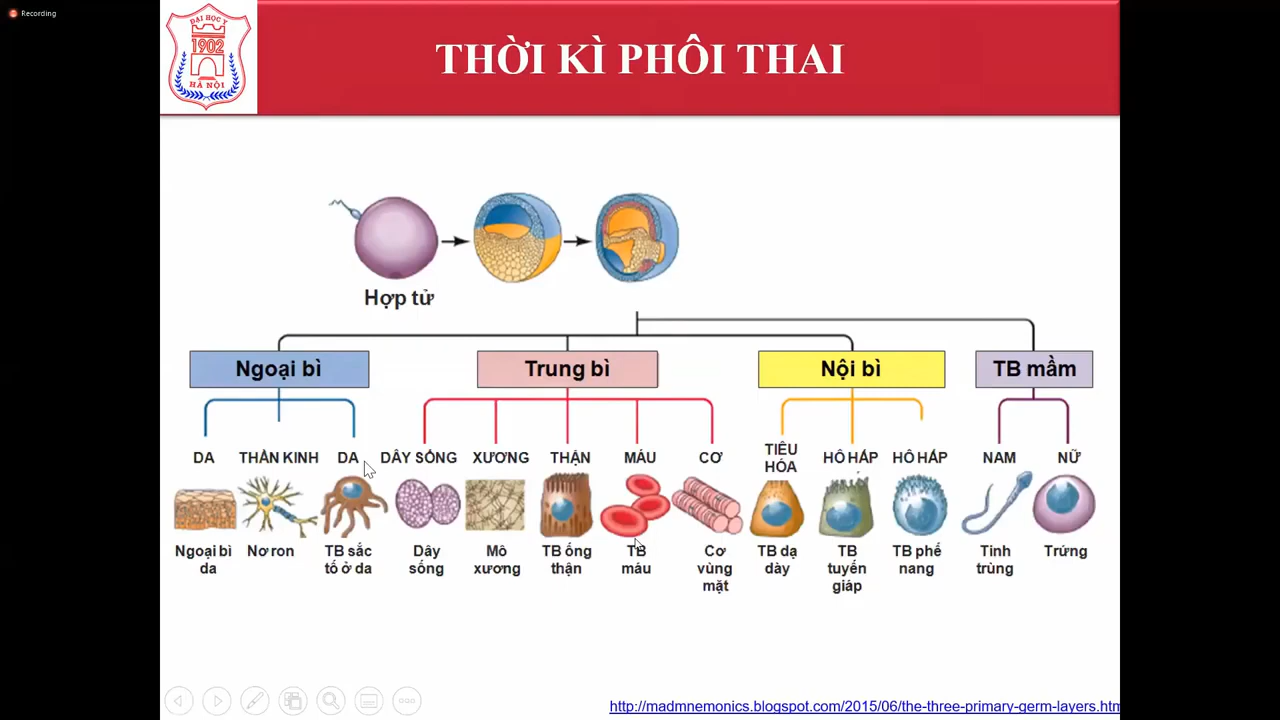 Recording
ĐẠI HỌC Y
1902
HÀ NỘI
THỜI KÌ PHÔI THAI
Hợp tử
Ngoại bì
Trung bì
Nội bì
TB mầm
DA
THẦN KINH
DA
DÂY SỐNG
XƯƠNG
THẬN
MÁU
CƠ
TIÊU
HÓA
HÔ HẤP
HÔ HẤP
NAM
NỮ
Ngoại bì
da
Nơ ron
TB sắc
tố ở da
Dây
sống
Mô
xương
TB ống
thận
TB
máu
Cơ
vùng
mặt
TB dạ
dày
TB
tuyến
giáp
TB phế
nang
Tinh
trùng
Trứng
http://madmnemonics.blogspot.com/2015/06/the-three-primary-germ-layers.htm